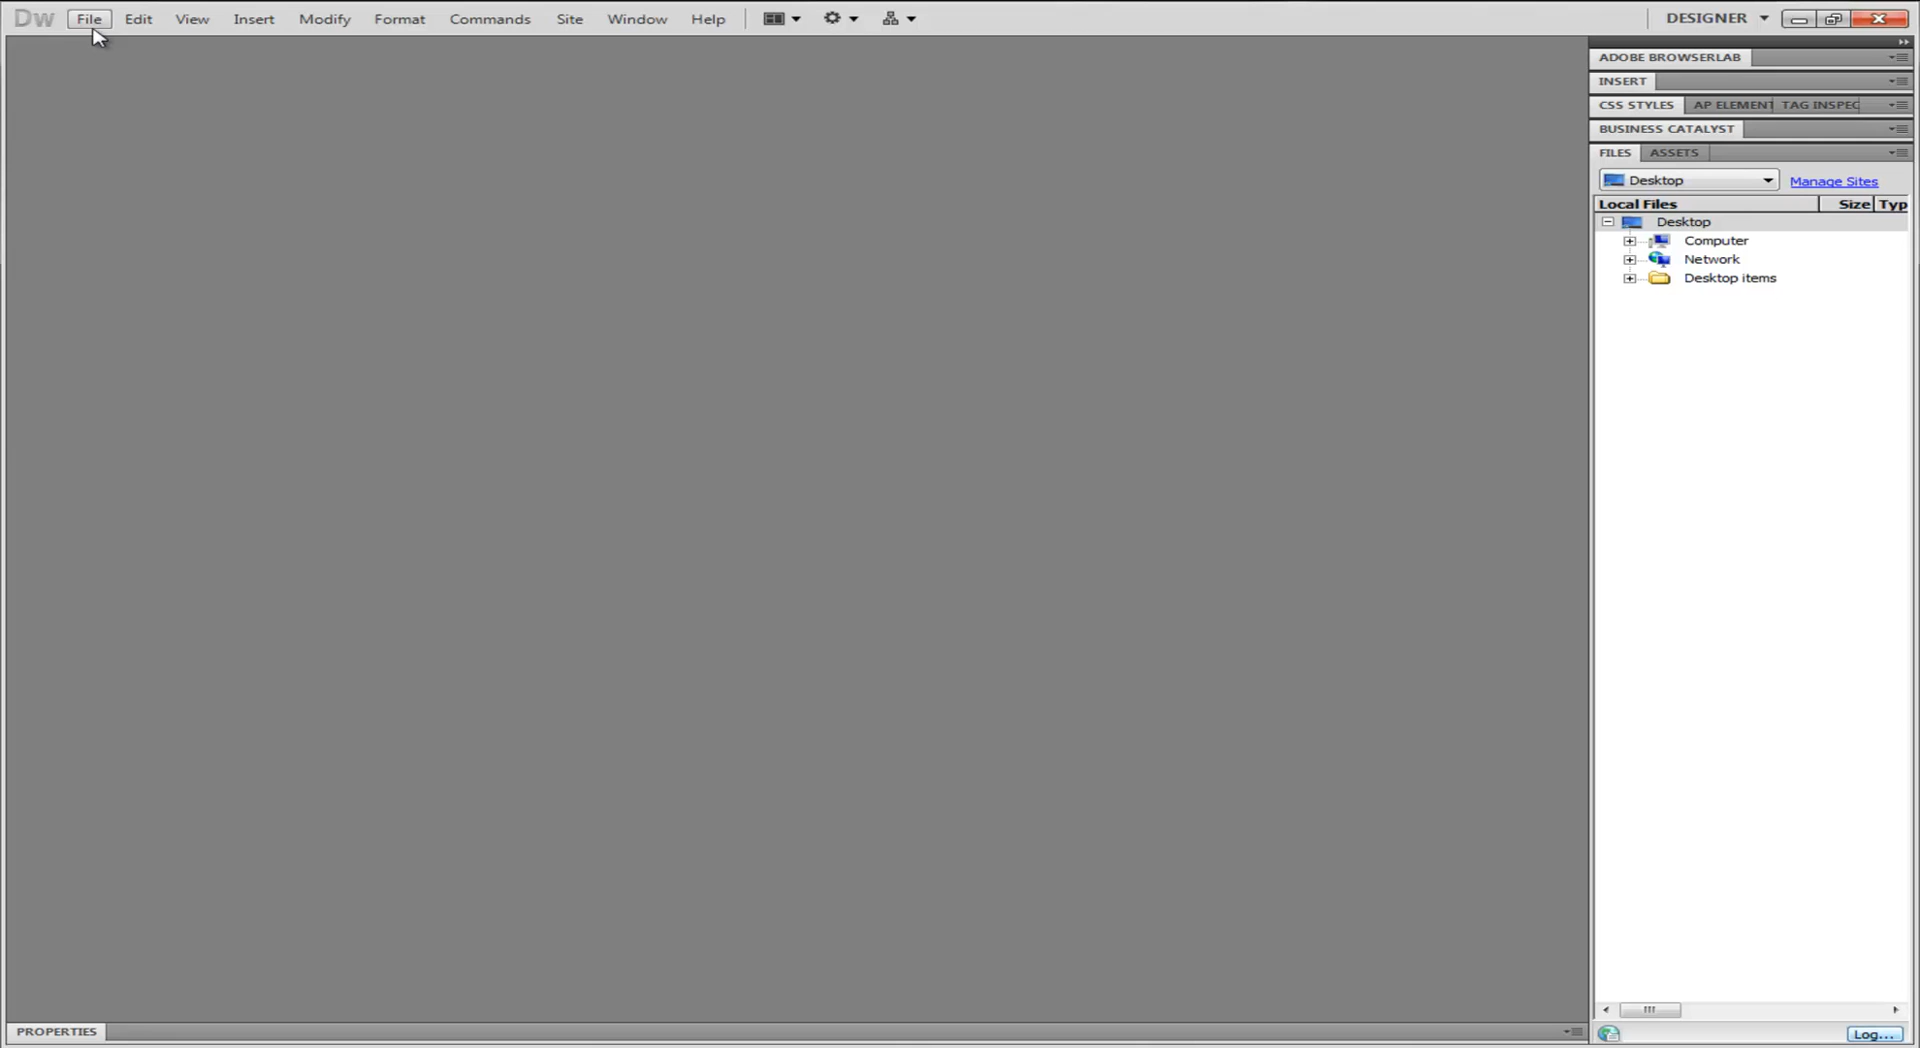 Dw File Edit View Insert Modify Format Commands Site Window Help DESIGNER
ADOBE BROWSERLAB
INSERT
CSS STYLES AP ELEMENT TAG INSPEC
BUSINESS CATALYST
FILES ASSETS
Desktop Manage Sites
Local Files Size Typ
Desktop
Computer
Network
Desktop items
PROPERTIES
Log...